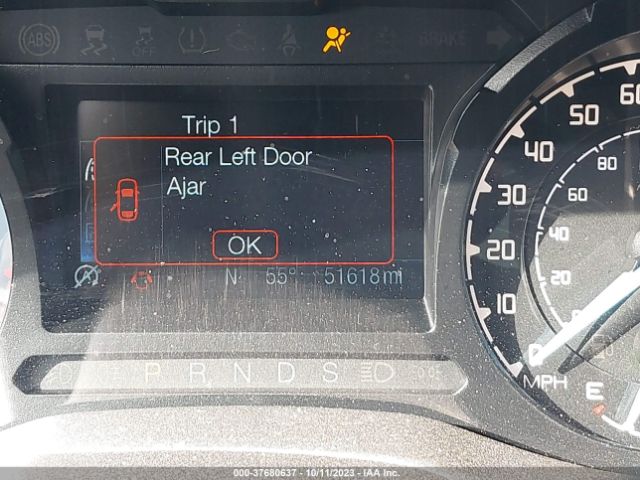 ABS
OFF
BRAKE
Trip 1
Rear Left Door
Ajar
OK
N
55°
51618mi
P R N D S
60
50
40
30
20
10
0
80
60
40
20
MPH
E
000-37680637 - 10/11/2023 - IAA Inc.